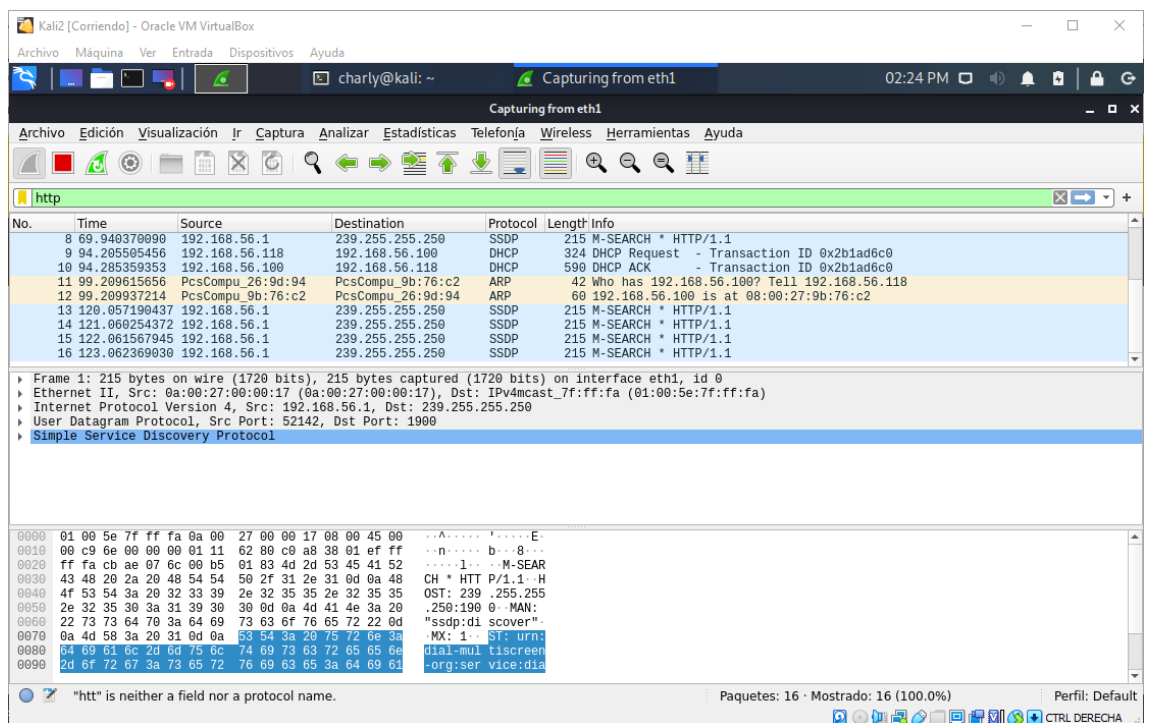 Kali2 [Corriendo] - Oracle VM VirtualBox
Archivo Máquina Ver Entrada Dispositivos Ayuda
charly@kali: ~ Capturing from eth1 02:24 PM
Capturing from eth1
Archivo Edición Visualización Ir Captura Analizar Estadísticas Telefonía Wireless Herramientas Ayuda
http
No. Time Source Destination Protocol Length Info
8 69.940370090 192.168.56.1 239.255.255.250 SSDP 215 M-SEARCH * HTTP/1.1
9 94.205505456 192.168.56.118 192.168.56.100 DHCP 324 DHCP Request - Transaction ID 0x2b1ad6c0
10 94.285359353 192.168.56.100 192.168.56.118 DHCP 590 DHCP ACK - Transaction ID 0x2b1ad6c0
11 99.209615656 PcsCompu_26:9d:94 PcsCompu_9b:76:c2 ARP 42 Who has 192.168.56.100? Tell 192.168.56.118
12 99.209937214 PcsCompu_9b:76:c2 PcsCompu_26:9d:94 ARP 60 192.168.56.100 is at 08:00:27:9b:76:c2
13 120.057190437 192.168.56.1 239.255.255.250 SSDP 215 M-SEARCH * HTTP/1.1
14 121.060254372 192.168.56.1 239.255.255.250 SSDP 215 M-SEARCH * HTTP/1.1
15 122.061567945 192.168.56.1 239.255.255.250 SSDP 215 M-SEARCH * HTTP/1.1
16 123.062369030 192.168.56.1 239.255.255.250 SSDP 215 M-SEARCH * HTTP/1.1
Frame 1: 215 bytes on wire (1720 bits), 215 bytes captured (1720 bits) on interface eth1, id 0
Ethernet II, Src: 0a:00:27:00:00:17 (0a:00:27:00:00:17), Dst: IPv4mcast_7f:ff:fa (01:00:5e:7f:ff:fa)
Internet Protocol Version 4, Src: 192.168.56.1, Dst: 239.255.255.250
User Datagram Protocol, Src Port: 52142, Dst Port: 1900
Simple Service Discovery Protocol
0000 01 00 5e 7f ff fa 0a 00 27 00 00 17 08 00 45 00 ··^····· '·····E·
0010 00 c9 6e 00 00 00 01 11 62 80 c0 a8 38 01 ef ff ··n····· b···8···
0020 ff fa cb ae 07 6c 00 b5 01 83 4d 2d 53 45 41 52 ·····l·· ··M-SEAR
0030 43 48 20 2a 20 48 54 54 50 2f 31 2e 31 0d 0a 48 CH * HTT P/1.1··H
0040 4f 53 54 3a 20 32 33 39 2e 32 35 35 2e 32 35 35 OST: 239 .255.255
0050 2e 32 35 30 3a 31 39 30 30 0d 0a 4d 41 4e 3a 20 .250:190 0··MAN:
0060 22 73 73 64 70 3a 64 69 73 63 6f 76 65 72 22 0d "ssdp:di scover"·
0070 0a 4d 58 3a 20 31 0d 0a 53 54 3a 20 75 72 6e 3a ·MX: 1·· ST: urn:
0080 64 69 61 6c 2d 6d 75 6c 74 69 73 63 72 65 65 6e dial-mul tiscreen
0090 2d 6f 72 67 3a 73 65 72 76 69 63 65 3a 64 69 61 -org:ser vice:dia
"htt" is neither a field nor a protocol name. Paquetes: 16 · Mostrado: 16 (100.0%) Perfil: Default
CTRL DERECHA